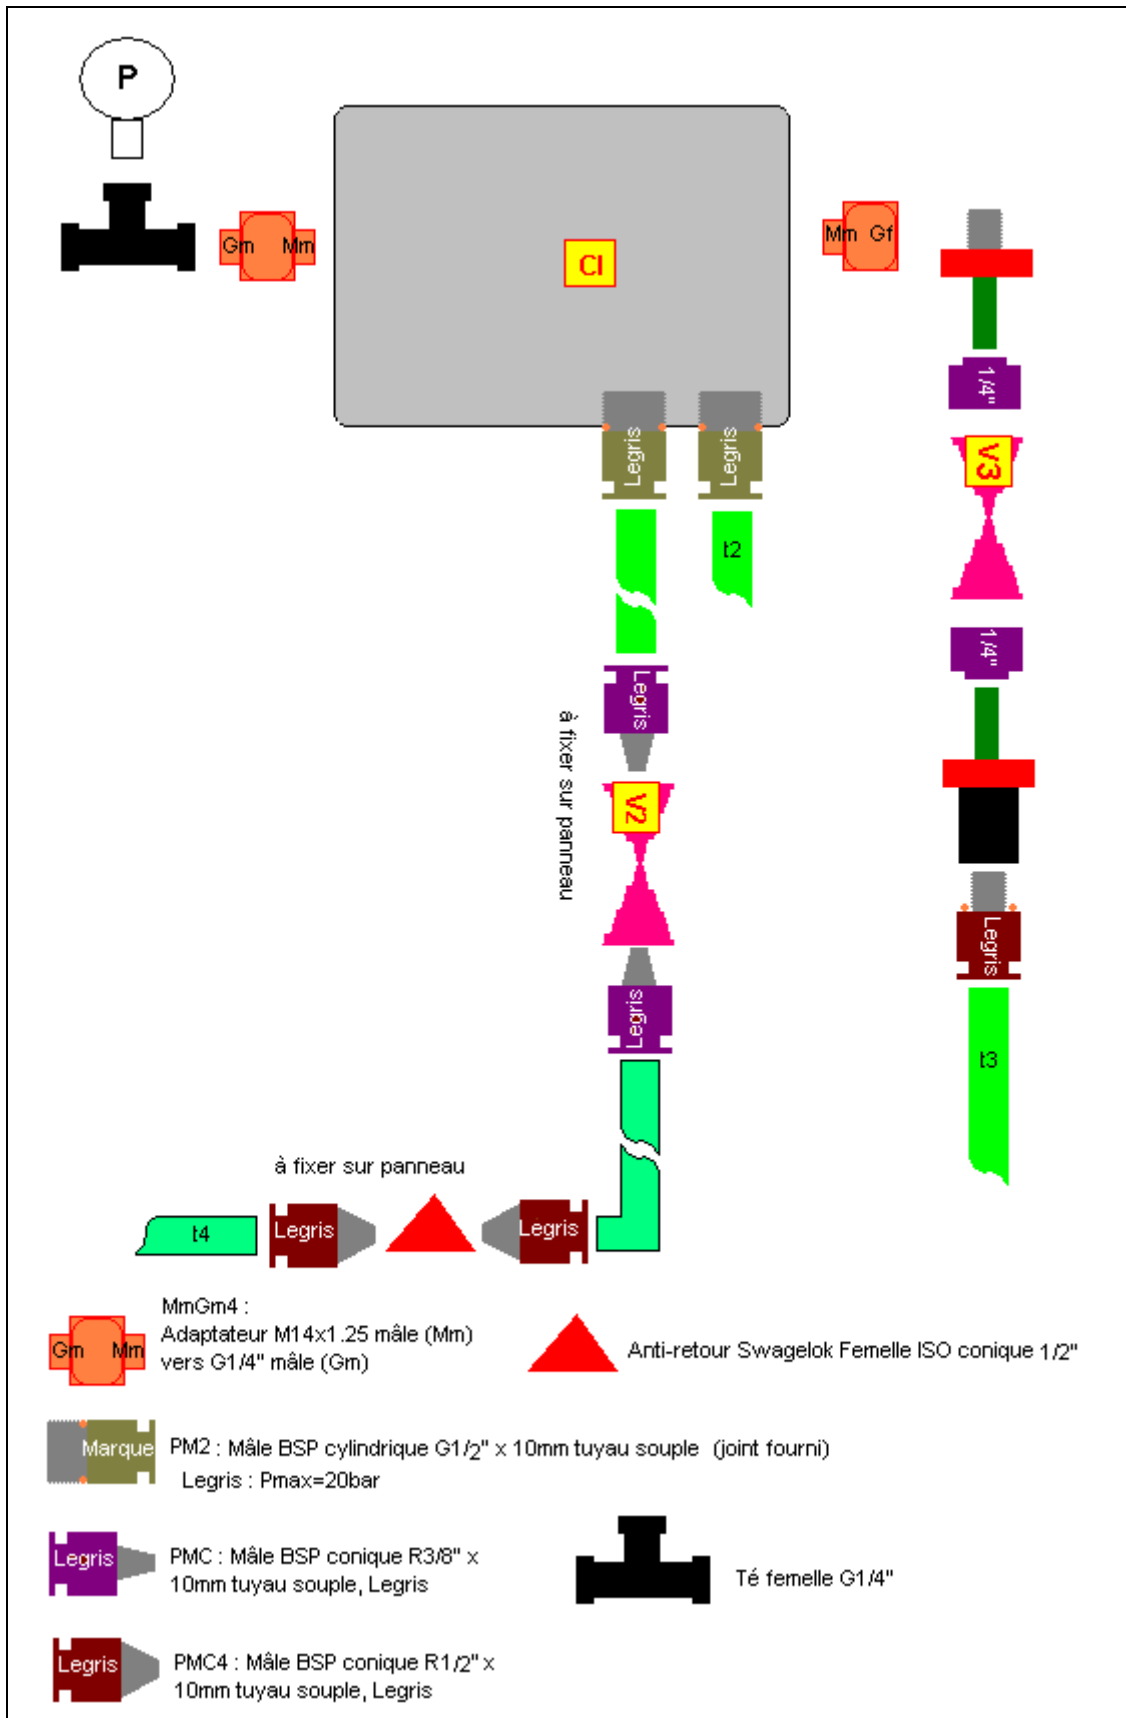 P
Gm Mm
CI
Mm Gf
1/4"
Legris
Legris
V3
t2
1/4"
Legris
à fixer sur panneau
V2
Legris
Legris
t3
à fixer sur panneau
t4
Legris
Legris
MmGm4 :
Adaptateur M14x1.25 mâle (Mm)
vers G1/4" mâle (Gm)
Gm Mm
Anti-retour Swagelok Femelle ISO conique 1/2"
Marque
PM2 : Mâle BSP cylindrique G1/2" x 10mm tuyau souple (joint fourni)
Legris : Pmax=20bar
Legris
PMC : Mâle BSP conique R3/8" x
10mm tuyau souple, Legris
Té femelle G1/4"
Legris
PMC4 : Mâle BSP conique R1/2" x
10mm tuyau souple, Legris